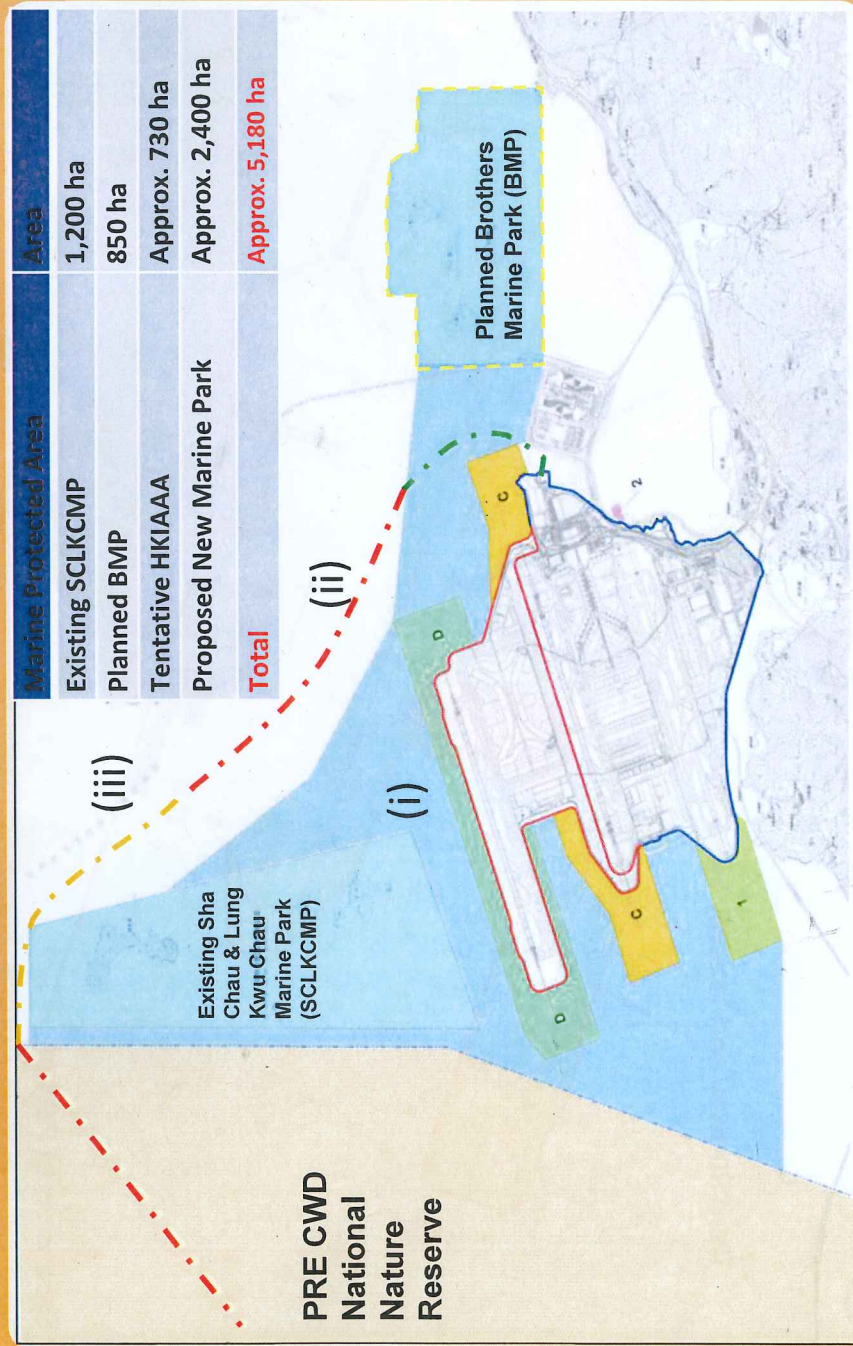 Marine Protected Area Area
Existing SCLKCMP 1,200 ha
Planned BMP 850 ha
Tentative HKIAAA Approx. 730 ha
Proposed New Marine Park Approx. 2,400 ha
Total Approx. 5,180 ha
(iii)
(ii)
(i)
Existing Sha
Chau & Lung
Kwu Chau
Marine Park
(SCLKCMP)
Planned Brothers
Marine Park (BMP)
PRE CWD
National
Nature
Reserve
D
C
D
C
1
2